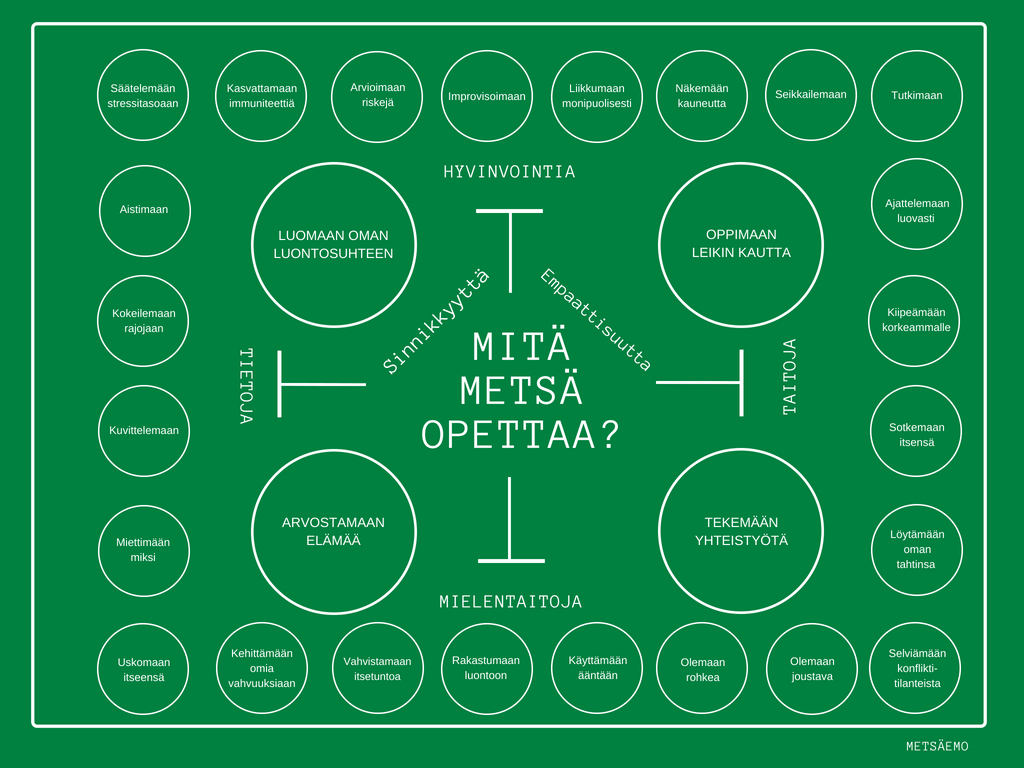 Säätelemään
stressitasoaan
Kasvattamaan
immuniteettiä
Arvioimaan
riskejä
Improvisoimaan
Liikkumaan
monipuolisesti
Näkemään
kauneutta
Seikkailemaan
Tutkimaan
HYVINVOINTIA
Aistimaan
LUOMAAN OMAN
LUONTOSUHTEEN
OPPIMAAN
LEIKIN KAUTTA
Ajattelemaan
luovasti
Kokeilemaan
rajojaan
Sinnikkyyttä
Empaattisuutta
Kiipeämään
korkeammalle
TIETOJA
MITÄ
METSÄ
OPETTAA?
TAITOJA
Kuvittelemaan
Sotkemaan
itsensä
Miettimään
miksi
ARVOSTAMAAN
ELÄMÄÄ
TEKEMÄÄN
YHTEISTYÖTÄ
Löytämään
oman
tahtinsa
MIELENTAITOJA
Uskomaan
itseensä
Kehittämään
omia
vahvuuksiaan
Vahvistamaan
itsetuntoa
Rakastumaan
luontoon
Käyttämään
ääntään
Olemaan
rohkea
Olemaan
joustava
Selviämään
konflikti-
tilanteista
METSÄEMO